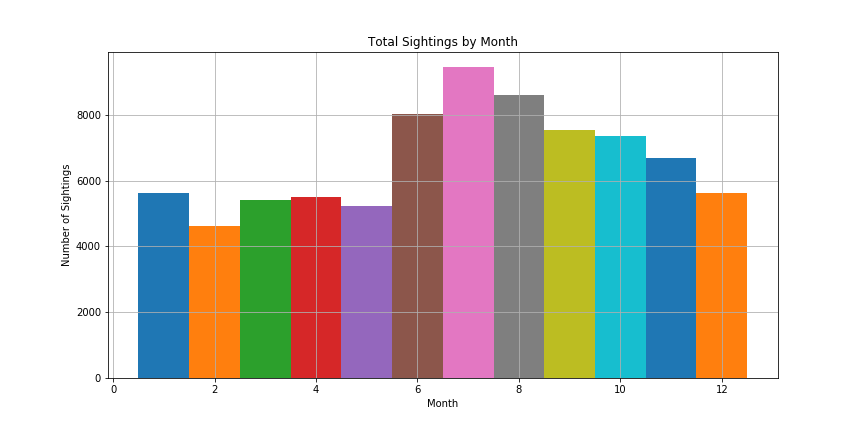 Total Sightings by Month
Number of Sightings
8000
6000
4000
2000
0
0 2 4 6 8 10 12
Month